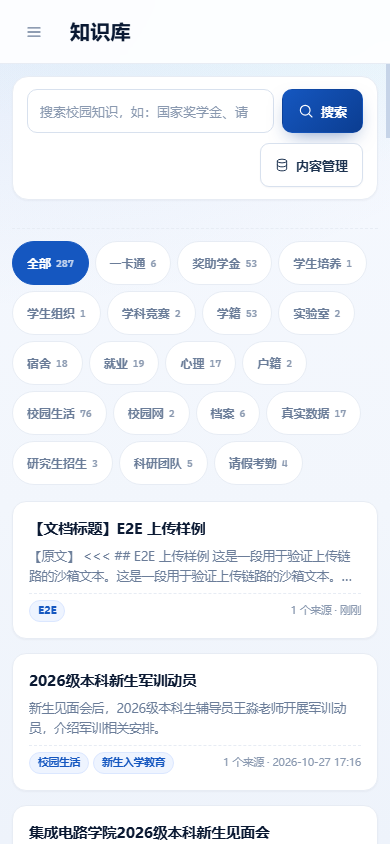 知识库
搜索校园知识，如：国家奖学金、请
搜索
内容管理
全部 287
一卡通 6
奖助学金 53
学生培养 1
学生组织 1
学科竞赛 2
学籍 53
实验室 2
宿舍 18
就业 19
心理 17
户籍 2
校园生活 76
校园网 2
档案 6
真实数据 17
研究生招生 3
科研团队 5
请假考勤 4
【文档标题】E2E 上传样例
【原文】 <<< ## E2E 上传样例 这是一段用于验证上传链
路的沙箱文本。这是一段用于验证上传链路的沙箱文本。...
E2E
1 个来源 · 刚刚
2026级本科新生军训动员
新生见面会后，2026级本科生辅导员王淼老师开展军训动
员，介绍军训相关安排。
校园生活
新生入学教育
1 个来源 · 2026-10-27 17:16
集成电路学院2026级本科新生见面会